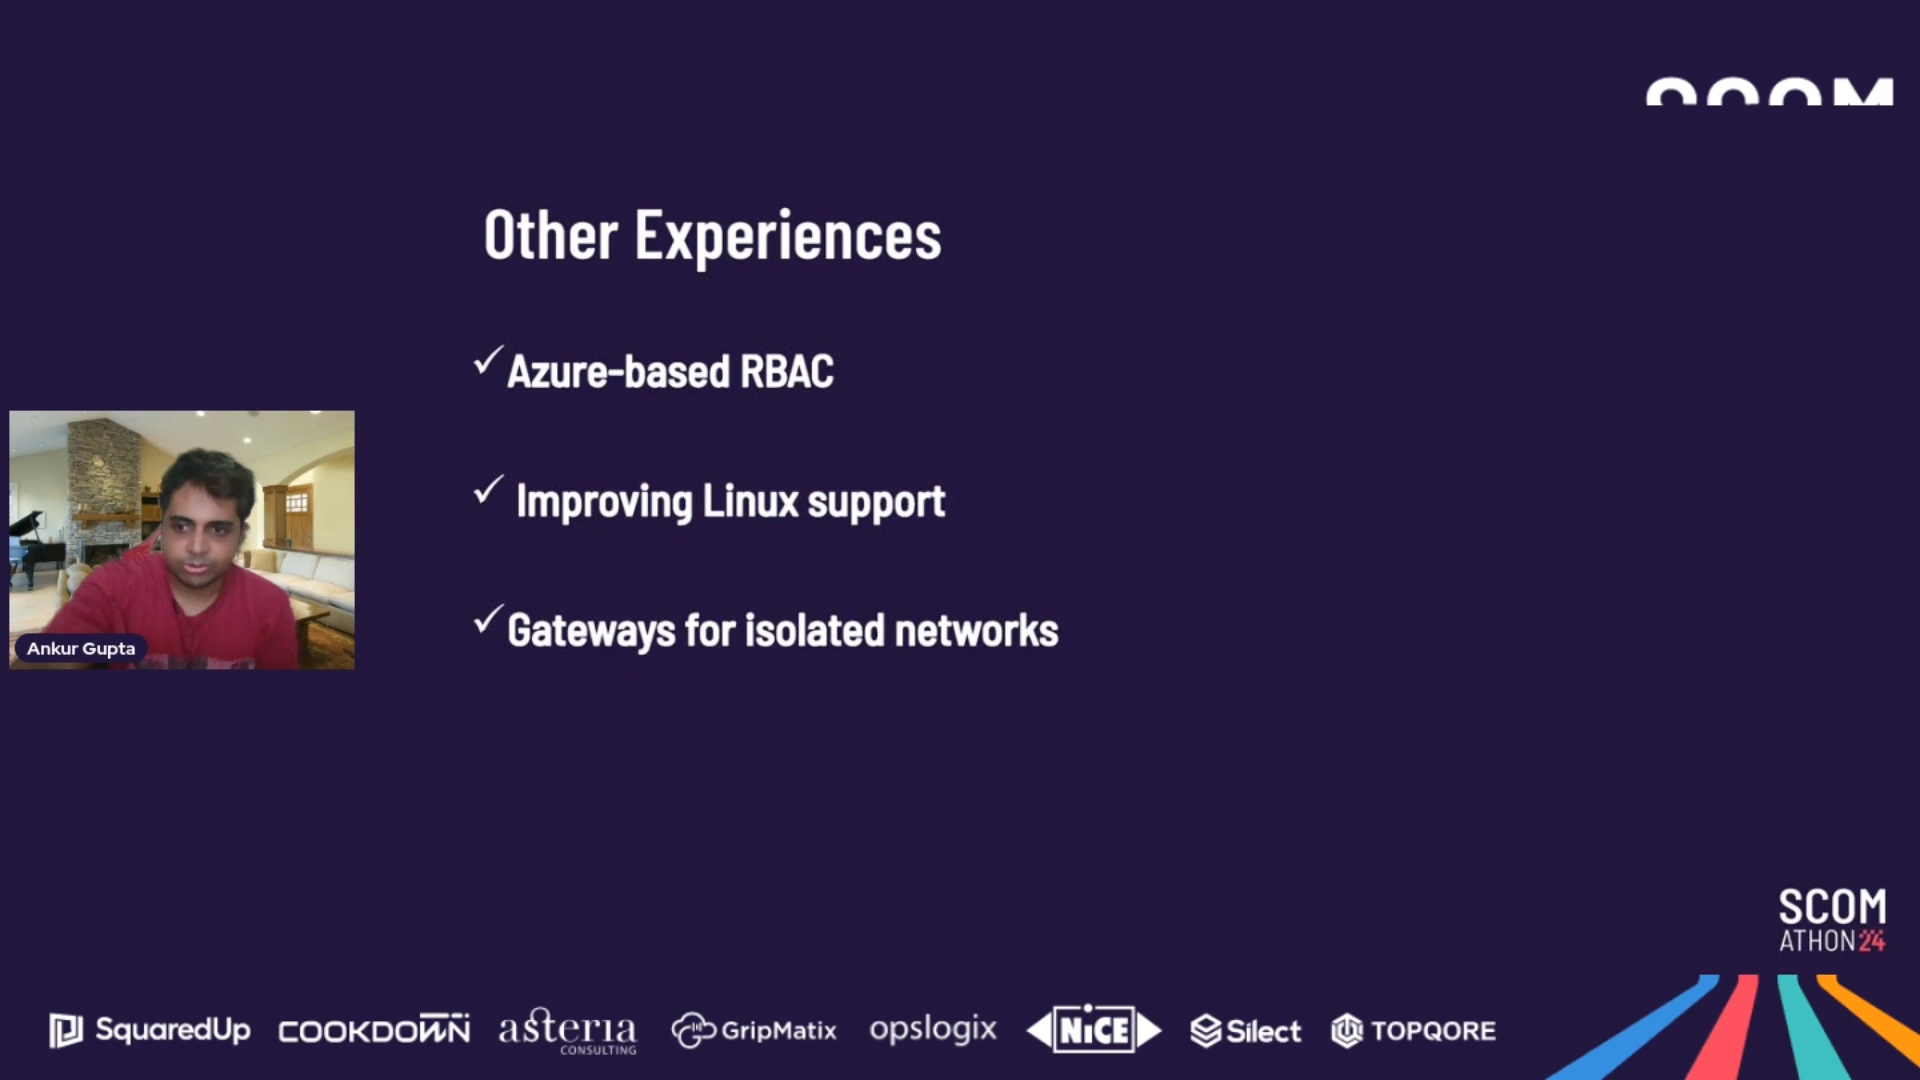 SCOM
Other Experiences
✓ Azure-based RBAC
✓ Improving Linux support
✓ Gateways for isolated networks
Ankur Gupta
SCOM
ATHON 24
SquaredUp COOKDOWN asteria CONSULTING GripMatix opslogix NiCE Silect TOPQORE